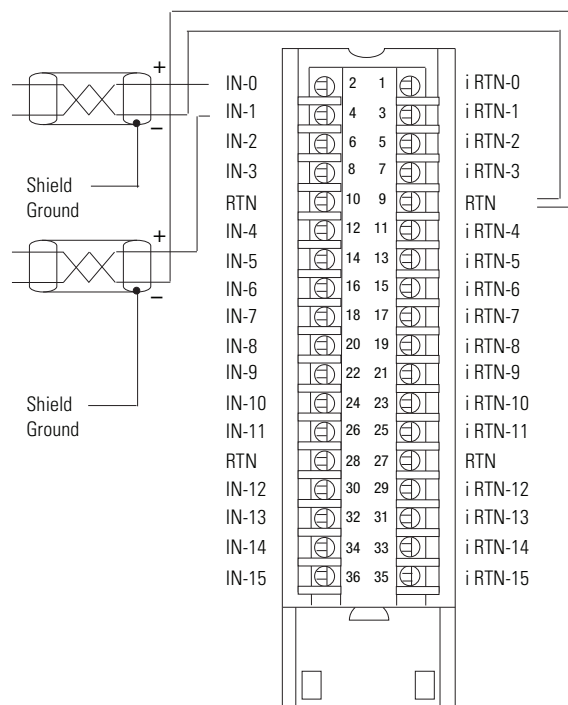 +
IN-0 2 1 i RTN-0
IN-1 4 3 i RTN-1
–
IN-2 6 5 i RTN-2
IN-3 8 7 i RTN-3
Shield
Ground
RTN 10 9 RTN
+
IN-4 12 11 i RTN-4
IN-5 14 13 i RTN-5
IN-6 16 15 i RTN-6
–
IN-7 18 17 i RTN-7
IN-8 20 19 i RTN-8
IN-9 22 21 i RTN-9
Shield
Ground
IN-10 24 23 i RTN-10
IN-11 26 25 i RTN-11
RTN 28 27 RTN
IN-12 30 29 i RTN-12
IN-13 32 31 i RTN-13
IN-14 34 33 i RTN-14
IN-15 36 35 i RTN-15